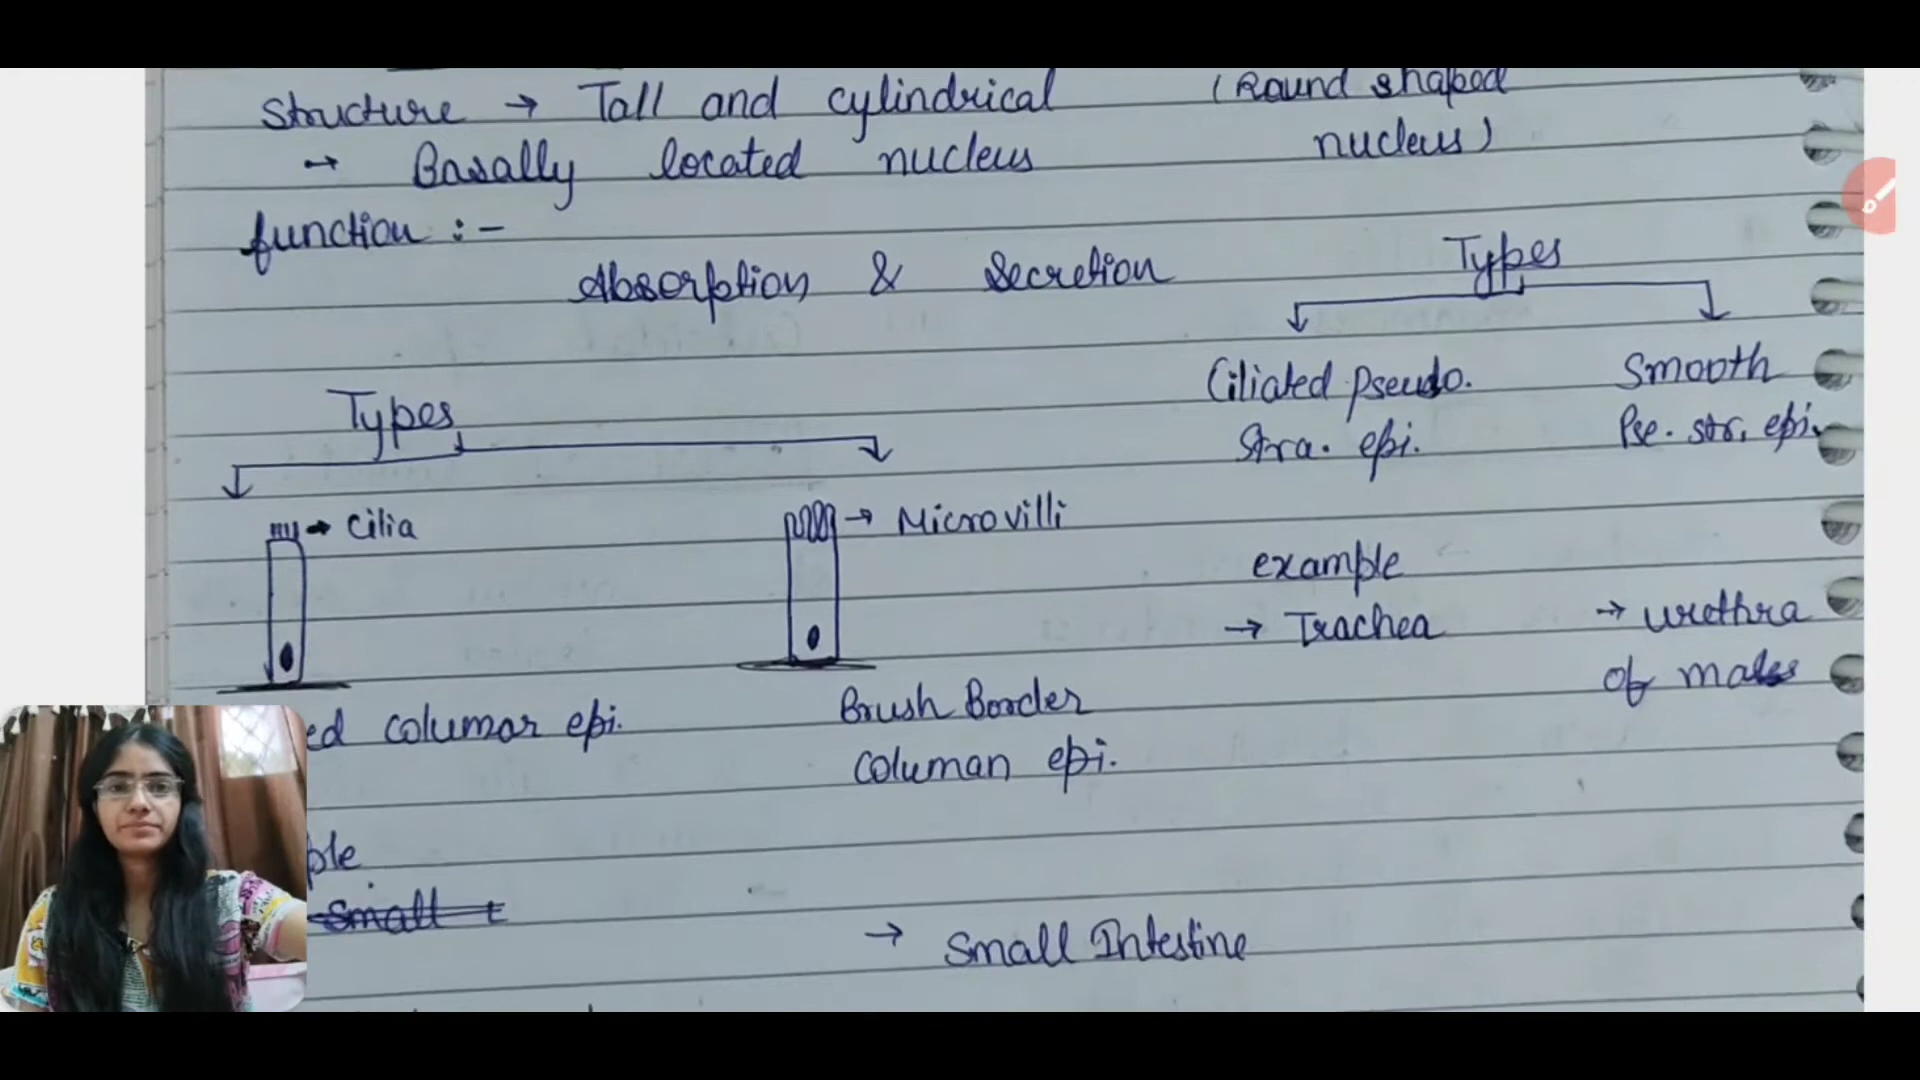 Structure → Tall and cylindrical
→ Basally located nucleus
function :-
Absorption & Secretion
Types
→ Cilia
→ Microvilli
ed columar epi.
Brush Border
columan epi.
ple
→ Small Intestine
(Round shaped
nucleus)
Types
Ciliated pseudo.
Stra. epi.
Smooth
Pse. str. epi.
example
→ Trachea
→ urethra
of males